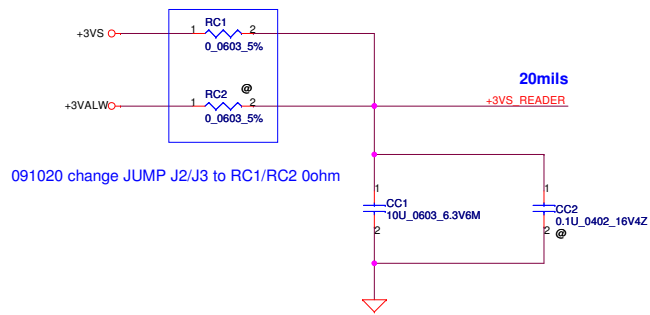 RC1
+3VS
1
2
0_0603_5%
RC2
@
+3VALW
1
2
0_0603_5%
20mils
+3VS_READER
091020 change JUMP J2/J3 to RC1/RC2 0ohm
1
CC1
10U_0603_6.3V6M
2
1
CC2
0.1U_0402_16V4Z
2
@